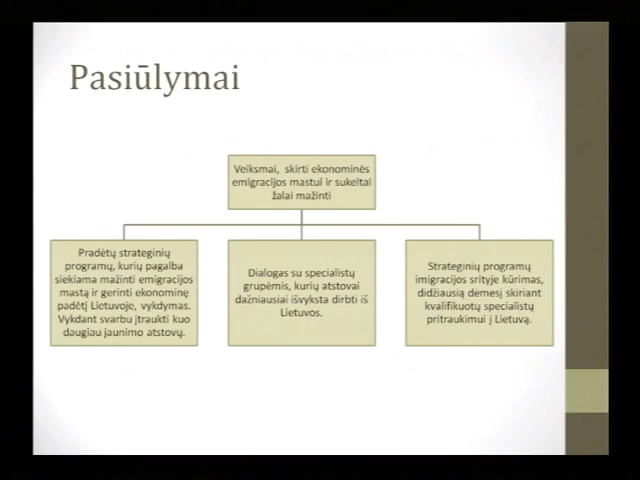 Pasiūlymai
Veiksmai, skirti ekonominės
emigracijos mastui ir sukeltai
žalai mažinti
Pradėtų strateginių
programų, kurių pagalba
siekiama mažinti emigracijos
mastą ir gerinti ekonominę
padėtį Lietuvoje, vykdymas.
Vykdant svarbu įtraukti kuo
daugiau jaunimo atstovų.
Dialogas su specialistų
grupėmis, kurių atstovai
dažniausiai išvyksta dirbti iš
Lietuvos.
Strateginių programų
imigracijos srityje kūrimas,
didžiausią dėmesį skiriant
kvalifikuotų specialistų
pritraukimui į Lietuvą.